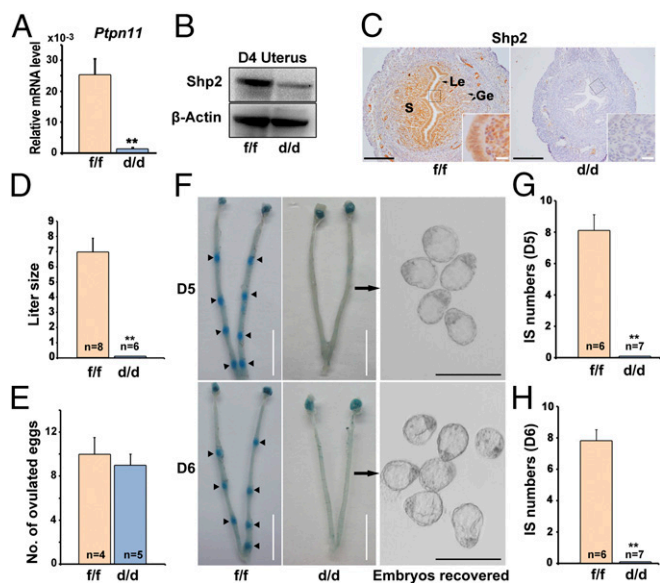 A
×10⁻³
Ptpn11
Relative mRNA level
40
30
20
10
0
**
f/f
d/d
B
D4 Uterus
Shp2
β-Actin
f/f
d/d
C
Shp2
Le
Ge
S
f/f
d/d
D
Liter size
9
8
7
6
5
4
3
2
1
0
**
n=8
n=6
f/f
d/d
E
No. of ovulated eggs
12
8
4
0
n=4
n=5
f/f
d/d
F
D5
D6
f/f
d/d
Embryos recovered
G
IS numbers (D5)
10
8
6
4
2
0
**
n=6
n=7
f/f
d/d
H
IS numbers (D6)
10
8
6
4
2
0
**
n=6
n=7
f/f
d/d